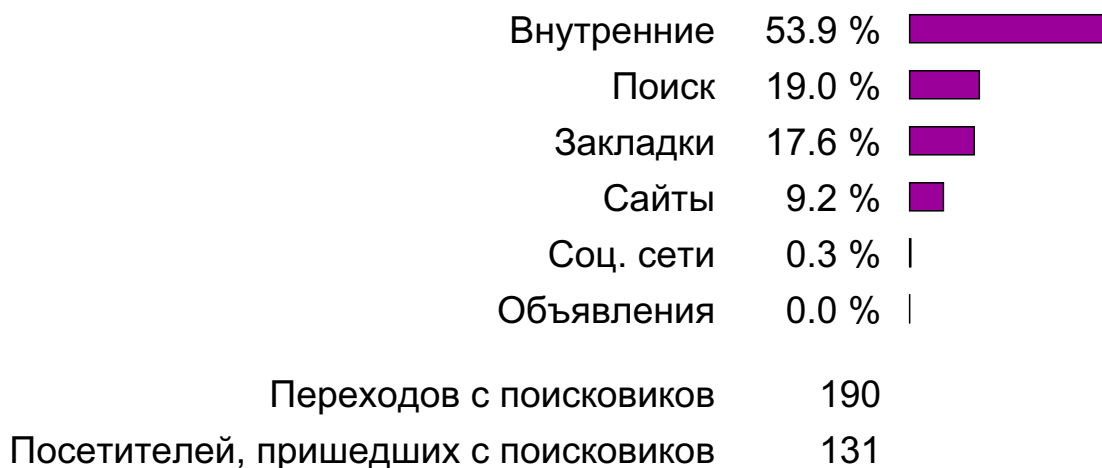 Внутренние 53.9 %
Поиск 19.0 %
Закладки 17.6 %
Сайты 9.2 %
Соц. сети 0.3 %
Объявления 0.0 %
Переходов с поисковиков 190
Посетителей, пришедших с поисковиков 131